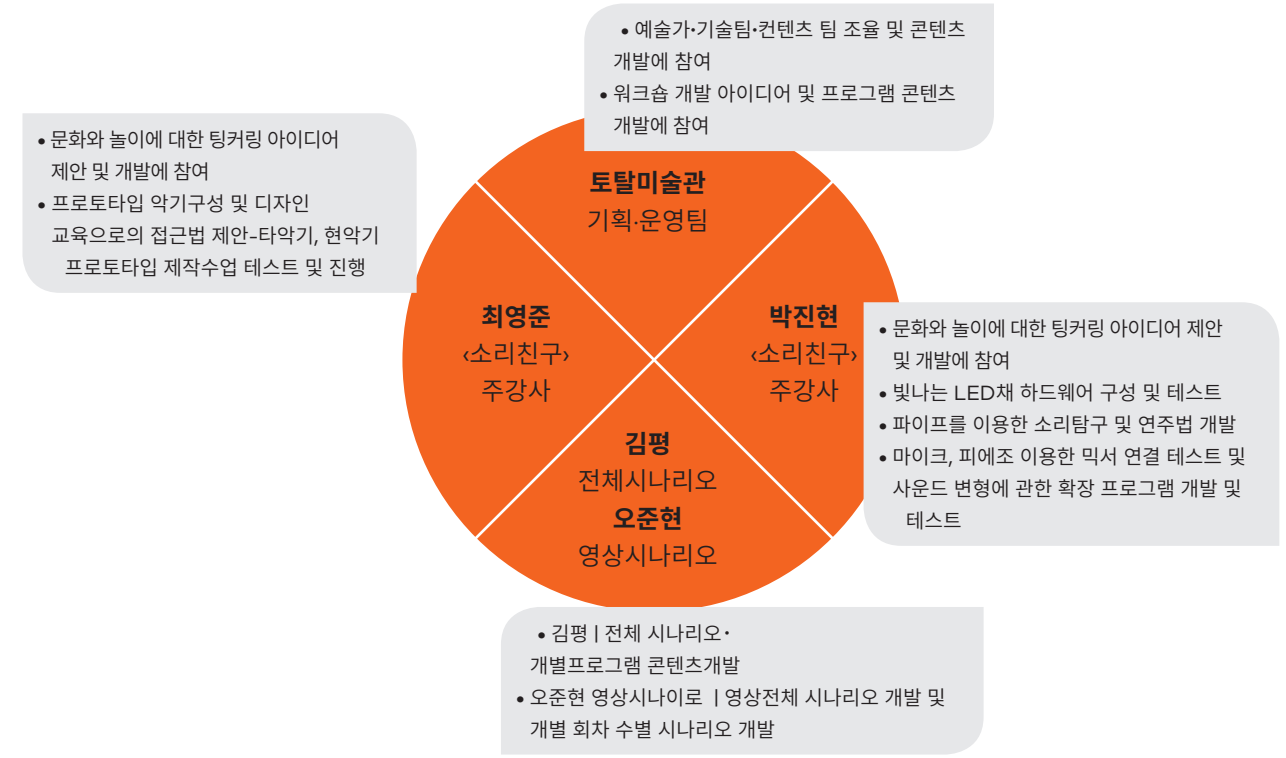 • 예술가·기술팀·컨텐츠 팀 조율 및 콘텐츠
개발에 참여
• 워크숍 개발 아이디어 및 프로그램 콘텐츠
개발에 참여
• 문화와 놀이에 대한 팅커링 아이디어
제안 및 개발에 참여
• 프로토타입 악기구성 및 디자인
교육으로의 접근법 제안-타악기, 현악기
프로토타입 제작수업 테스트 및 진행
토탈미술관
기획·운영팀
최영준
‹소리친구›
주강사
박진현
‹소리친구›
주강사
• 문화와 놀이에 대한 팅커링 아이디어 제안
및 개발에 참여
• 빛나는 LED채 하드웨어 구성 및 테스트
• 파이프를 이용한 소리탐구 및 연주법 개발
• 마이크, 피에조 이용한 믹서 연결 테스트 및
사운드 변형에 관한 확장 프로그램 개발 및
테스트
김평
전체시나리오
오준현
영상시나리오
• 김평 | 전체 시나리오·
개별프로그램 콘텐츠개발
• 오준현 영상시나이로 | 영상전체 시나리오 개발 및
개별 회차 수별 시나리오 개발